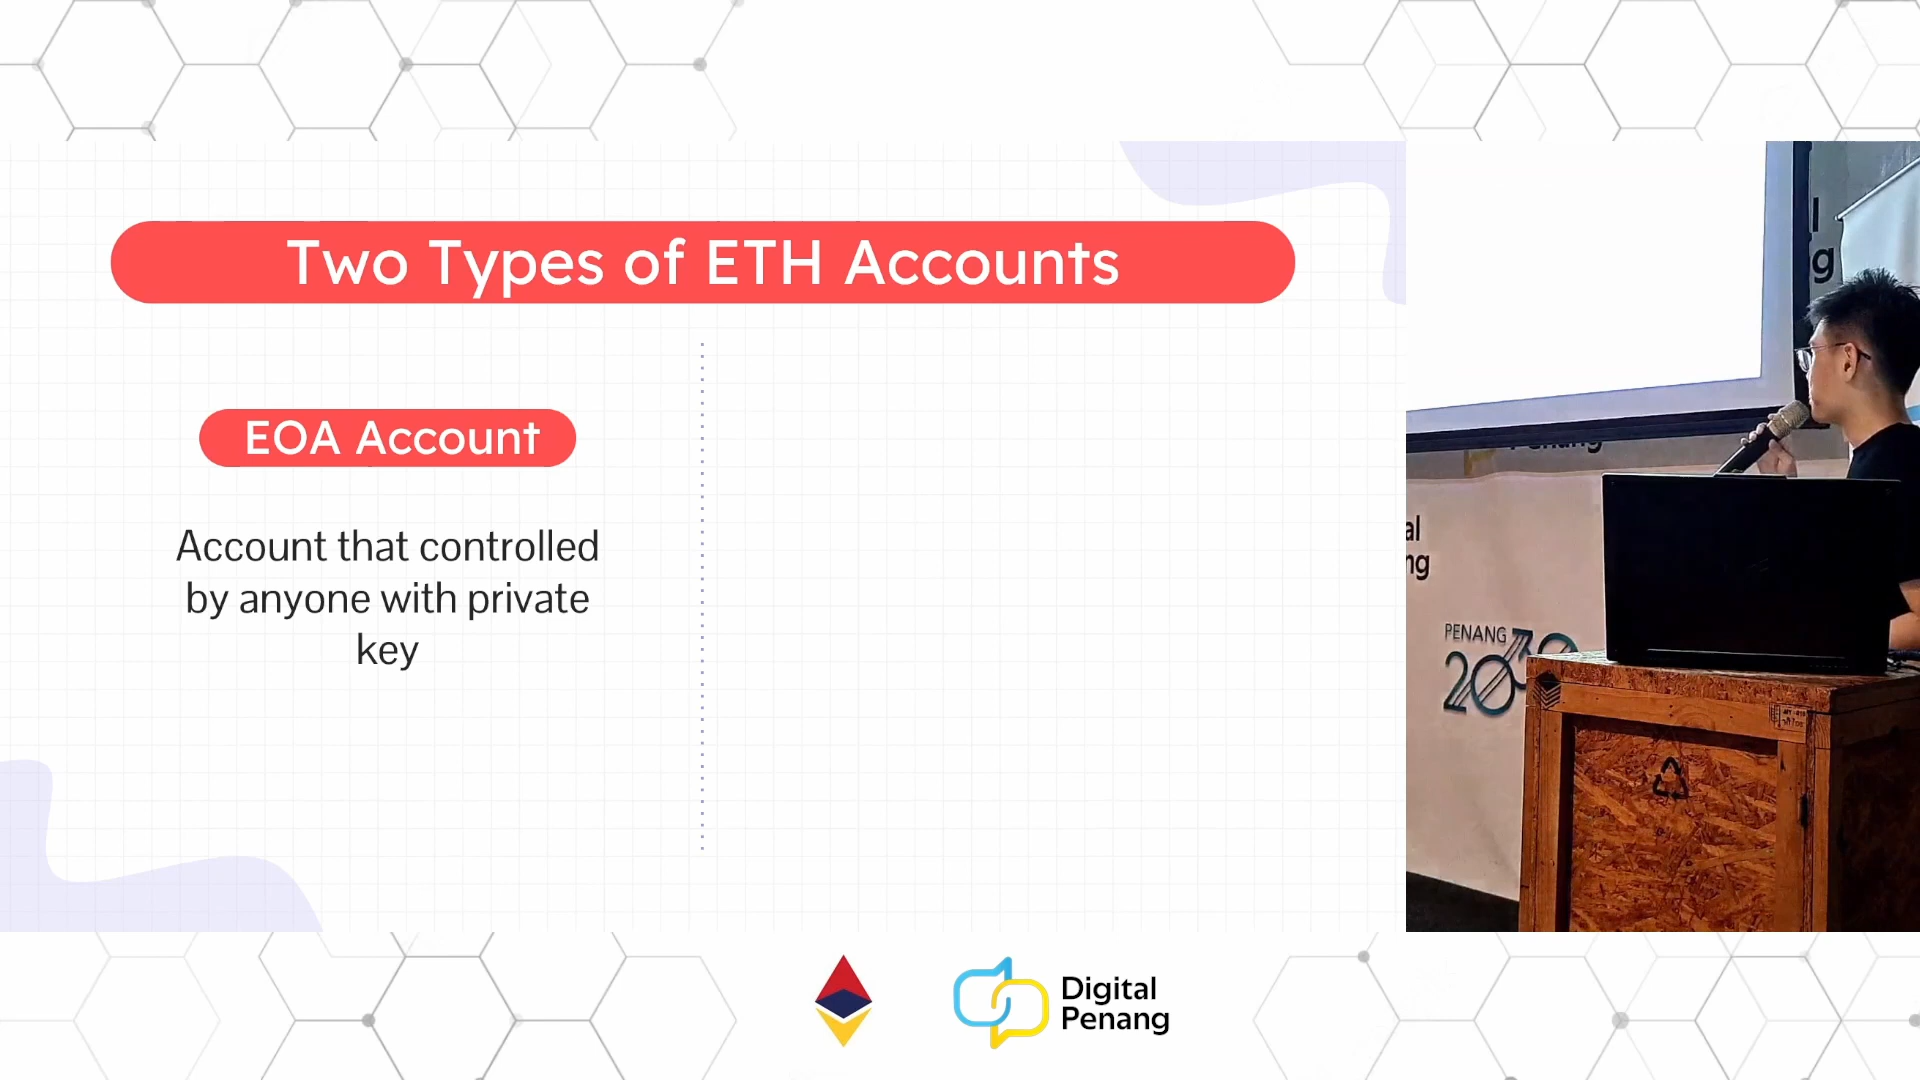 Two Types of ETH Accounts
EOA Account
Account that controlled
by anyone with private
key
PENANG
2030
Digital
Penang